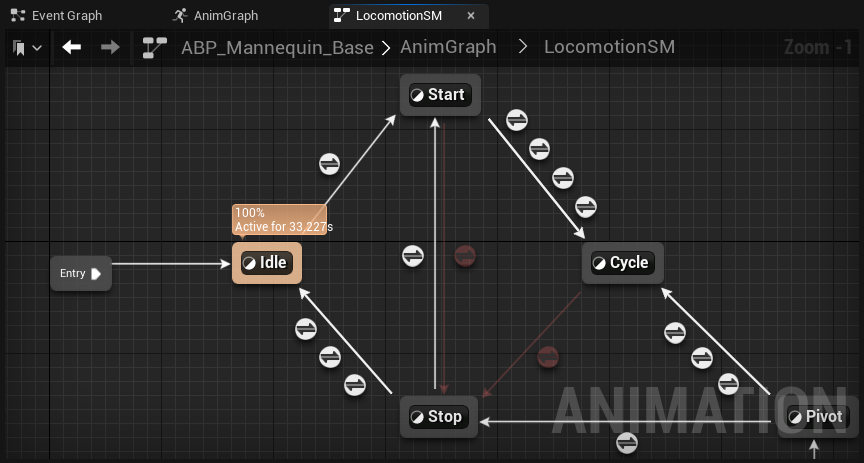 Event Graph
AnimGraph
LocomotionSM
ABP_Mannequin_Base > AnimGraph > LocomotionSM
Zoom -1
Start
100%
Active for 33,227s
Entry
Idle
Cycle
Stop
Pivot
ANIMATION